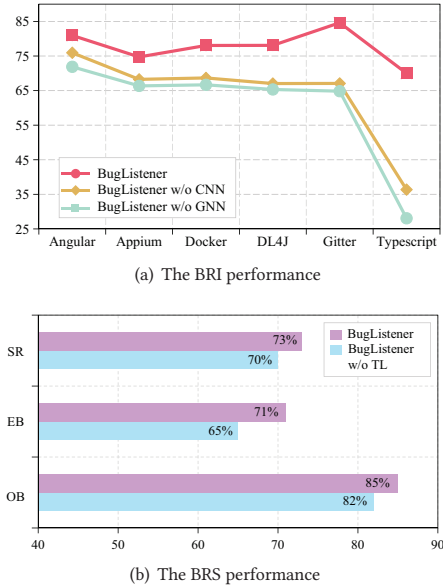 85
75
65
55
45
35
25
BugListener
BugListener w/o CNN
BugListener w/o GNN
Angular Appium Docker DL4J Gitter Typescript
(a) The BRI performance
BugListener
BugListener
w/o TL
SR
73%
70%
EB
71%
65%
OB
85%
82%
40 50 60 70 80 90
(b) The BRS performance